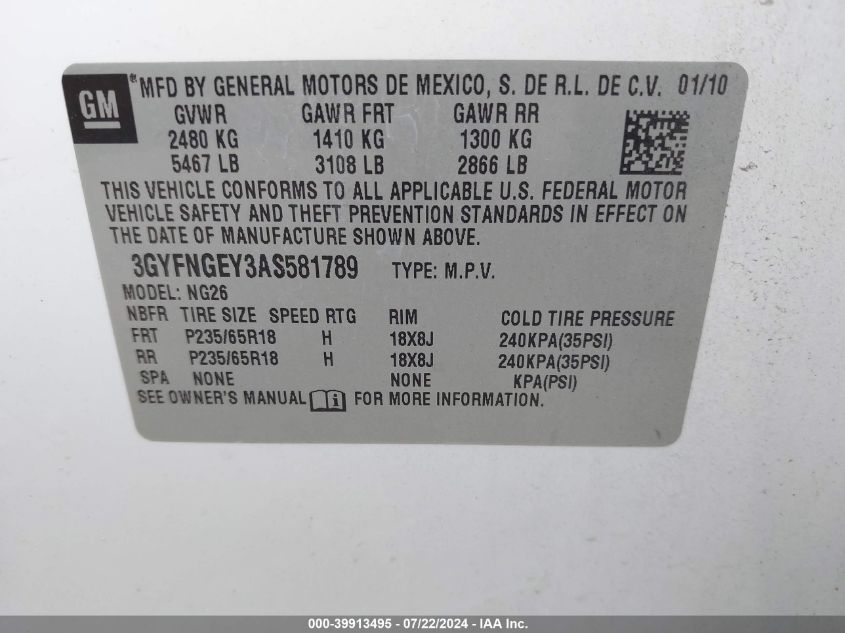 GM ® MFD BY GENERAL MOTORS DE MEXICO, S. DE R.L. DE C.V. 01/10
GVWR GAWR FRT GAWR RR
2480 KG 1410 KG 1300 KG
5467 LB 3108 LB 2866 LB
THIS VEHICLE CONFORMS TO ALL APPLICABLE U.S. FEDERAL MOTOR
VEHICLE SAFETY AND THEFT PREVENTION STANDARDS IN EFFECT ON
THE DATE OF MANUFACTURE SHOWN ABOVE.
3GYFNGEY3AS581789 TYPE: M.P.V.
MODEL: NG26
NBFR TIRE SIZE SPEED RTG RIM COLD TIRE PRESSURE
FRT P235/65R18 H 18X8J 240KPA(35PSI)
RR P235/65R18 H 18X8J 240KPA(35PSI)
SPA NONE NONE KPA(PSI)
SEE OWNER'S MANUAL i FOR MORE INFORMATION.
000-39913495 - 07/22/2024 - IAA Inc.